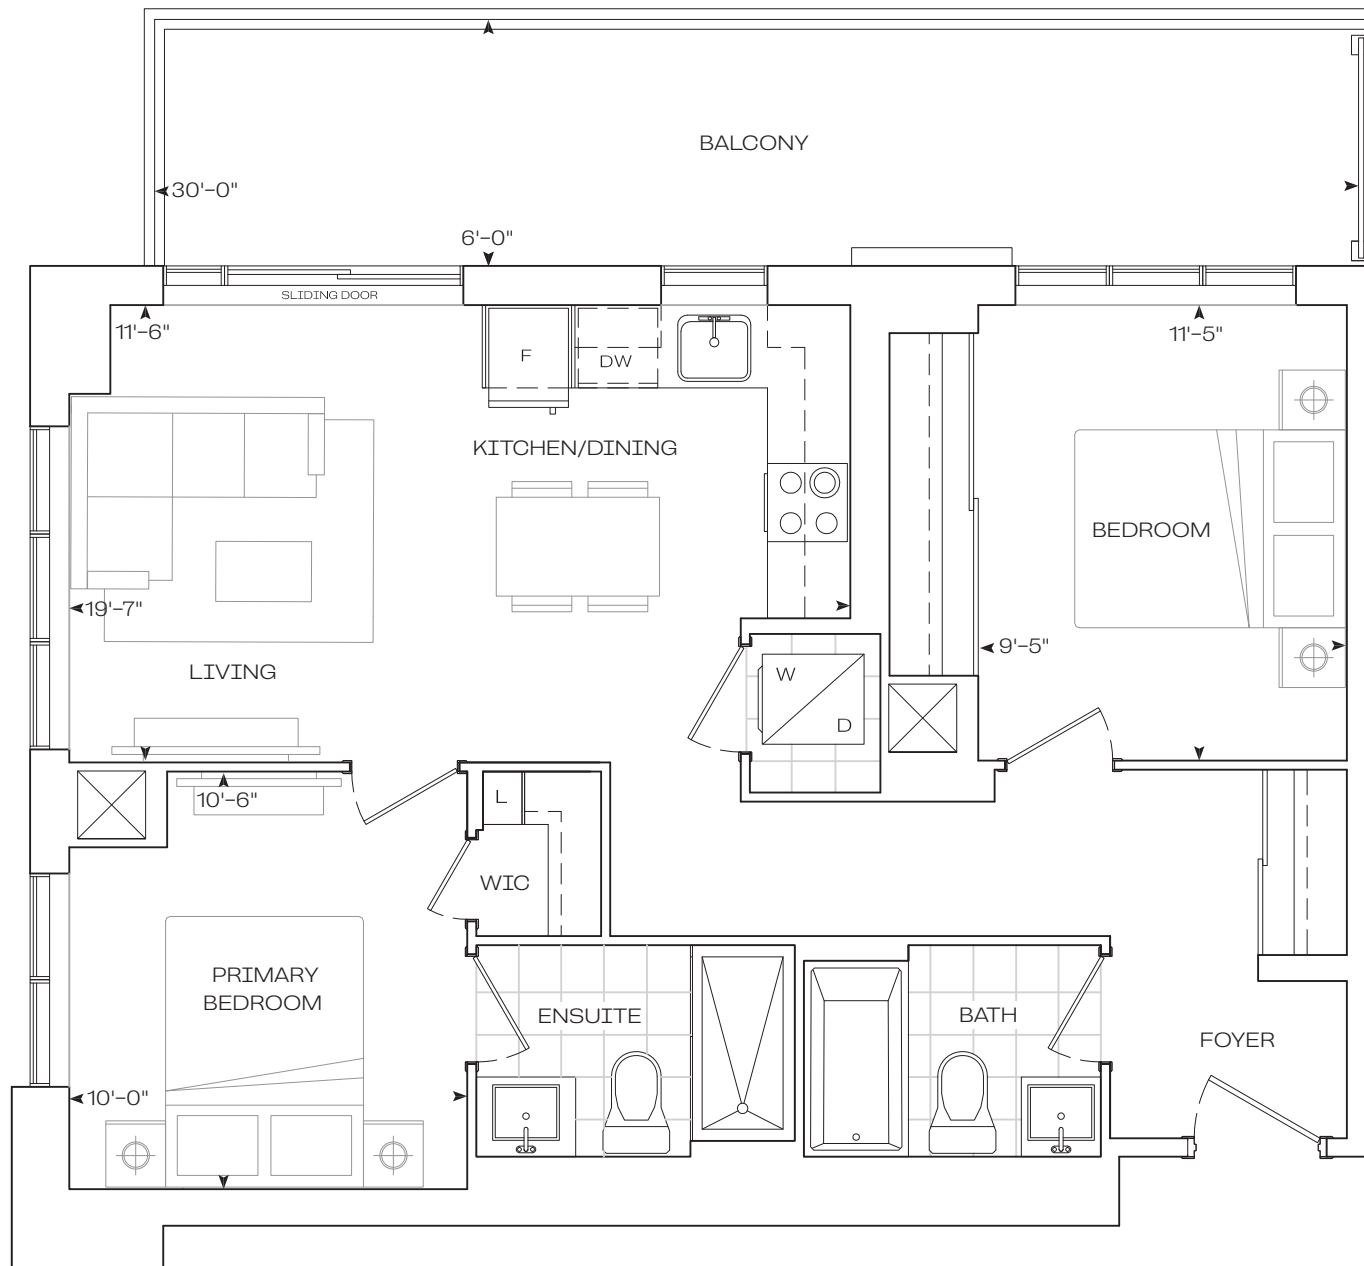 BALCONY
30'-0"
6'-0"
SLIDING DOOR
11'-6"
11'-5"
F
DW
KITCHEN/DINING
BEDROOM
19'-7"
9'-5"
LIVING
W
D
10'-6"
L
WIC
PRIMARY
BEDROOM
ENSUITE
BATH
FOYER
10'-0"